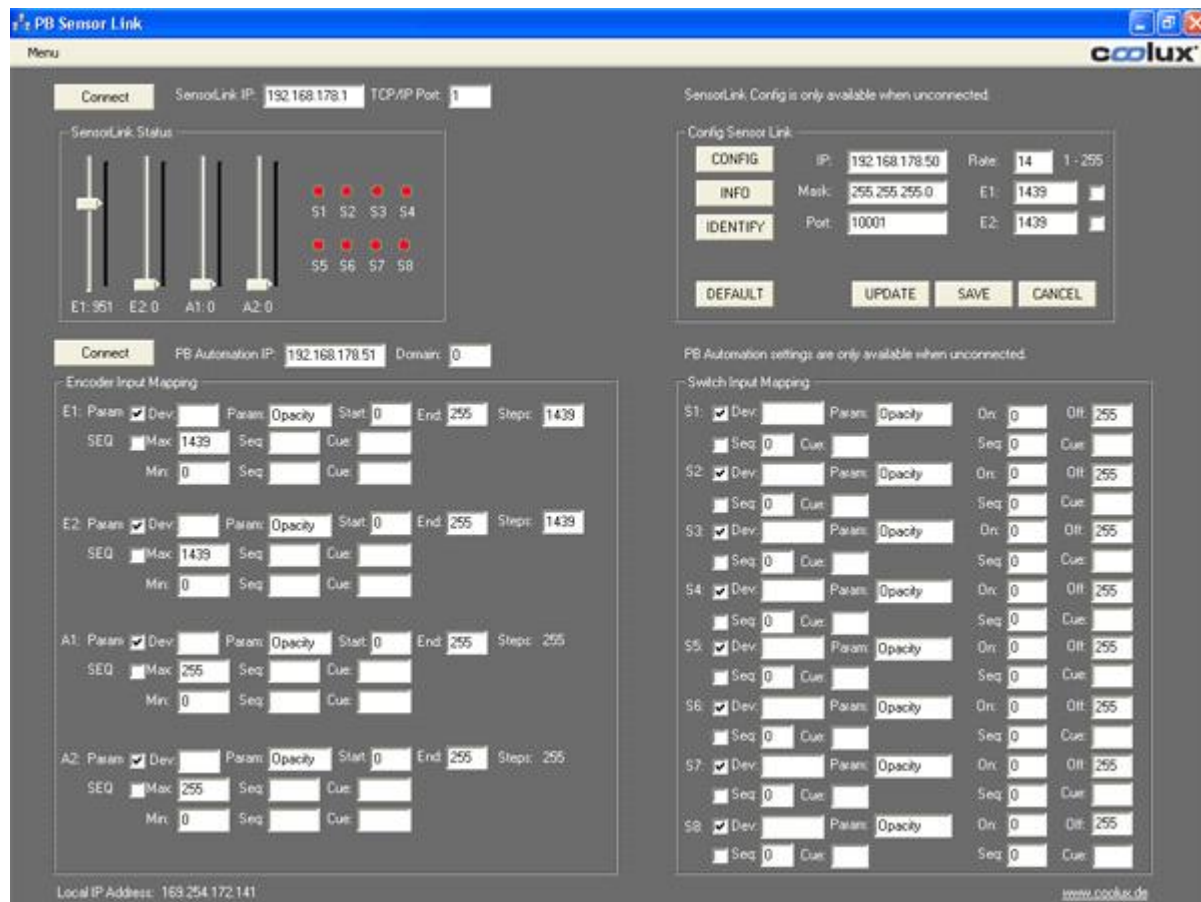 PB Sensor Link
Menu
coolux
Connect SensorLink IP: 192.168.178.1 TCP/IP Port: 1
SensorLink Config is only available when unconnected.
SensorLink Status
E1: 951 E2: 0 A1: 0 A2: 0
S1 S2 S3 S4
S5 S6 S7 S8
Config Sensor Link
CONFIG IP: 192.168.178.50 Rate: 14 1 - 255
INFO Mask: 255.255.255.0 E1: 1439
IDENTIFY Port: 10001 E2: 1439
DEFAULT UPDATE SAVE CANCEL
Connect PB Automation IP: 192.168.178.51 Domain: 0
PB Automation settings are only available when unconnected.
Encoder Input Mapping
E1: Param Dev: Param: Opacity Start: 0 End: 255 Steps: 1439
SEQ Max: 1439 Seq: Cue:
Min: 0 Seq: Cue:
E2: Param Dev: Param: Opacity Start: 0 End: 255 Steps: 1439
SEQ Max: 1439 Seq: Cue:
Min: 0 Seq: Cue:
A1: Param Dev: Param: Opacity Start: 0 End: 255 Steps: 255
SEQ Max: 255 Seq: Cue:
Min: 0 Seq: Cue:
A2: Param Dev: Param: Opacity Start: 0 End: 255 Steps: 255
SEQ Max: 255 Seq: Cue:
Min: 0 Seq: Cue:
Switch Input Mapping
S1: Dev: Param: Opacity On: 0 Off: 255
Seq: 0 Cue: Seq: 0 Cue:
S2: Dev: Param: Opacity On: 0 Off: 255
Seq: 0 Cue: Seq: 0 Cue:
S3: Dev: Param: Opacity On: 0 Off: 255
Seq: 0 Cue: Seq: 0 Cue:
S4: Dev: Param: Opacity On: 0 Off: 255
Seq: 0 Cue: Seq: 0 Cue:
S5: Dev: Param: Opacity On: 0 Off: 255
Seq: 0 Cue: Seq: 0 Cue:
S6: Dev: Param: Opacity On: 0 Off: 255
Seq: 0 Cue: Seq: 0 Cue:
S7: Dev: Param: Opacity On: 0 Off: 255
Seq: 0 Cue: Seq: 0 Cue:
S8: Dev: Param: Opacity On: 0 Off: 255
Seq: 0 Cue: Seq: 0 Cue:
Local IP Address: 169.254.172.141
www.coolux.de